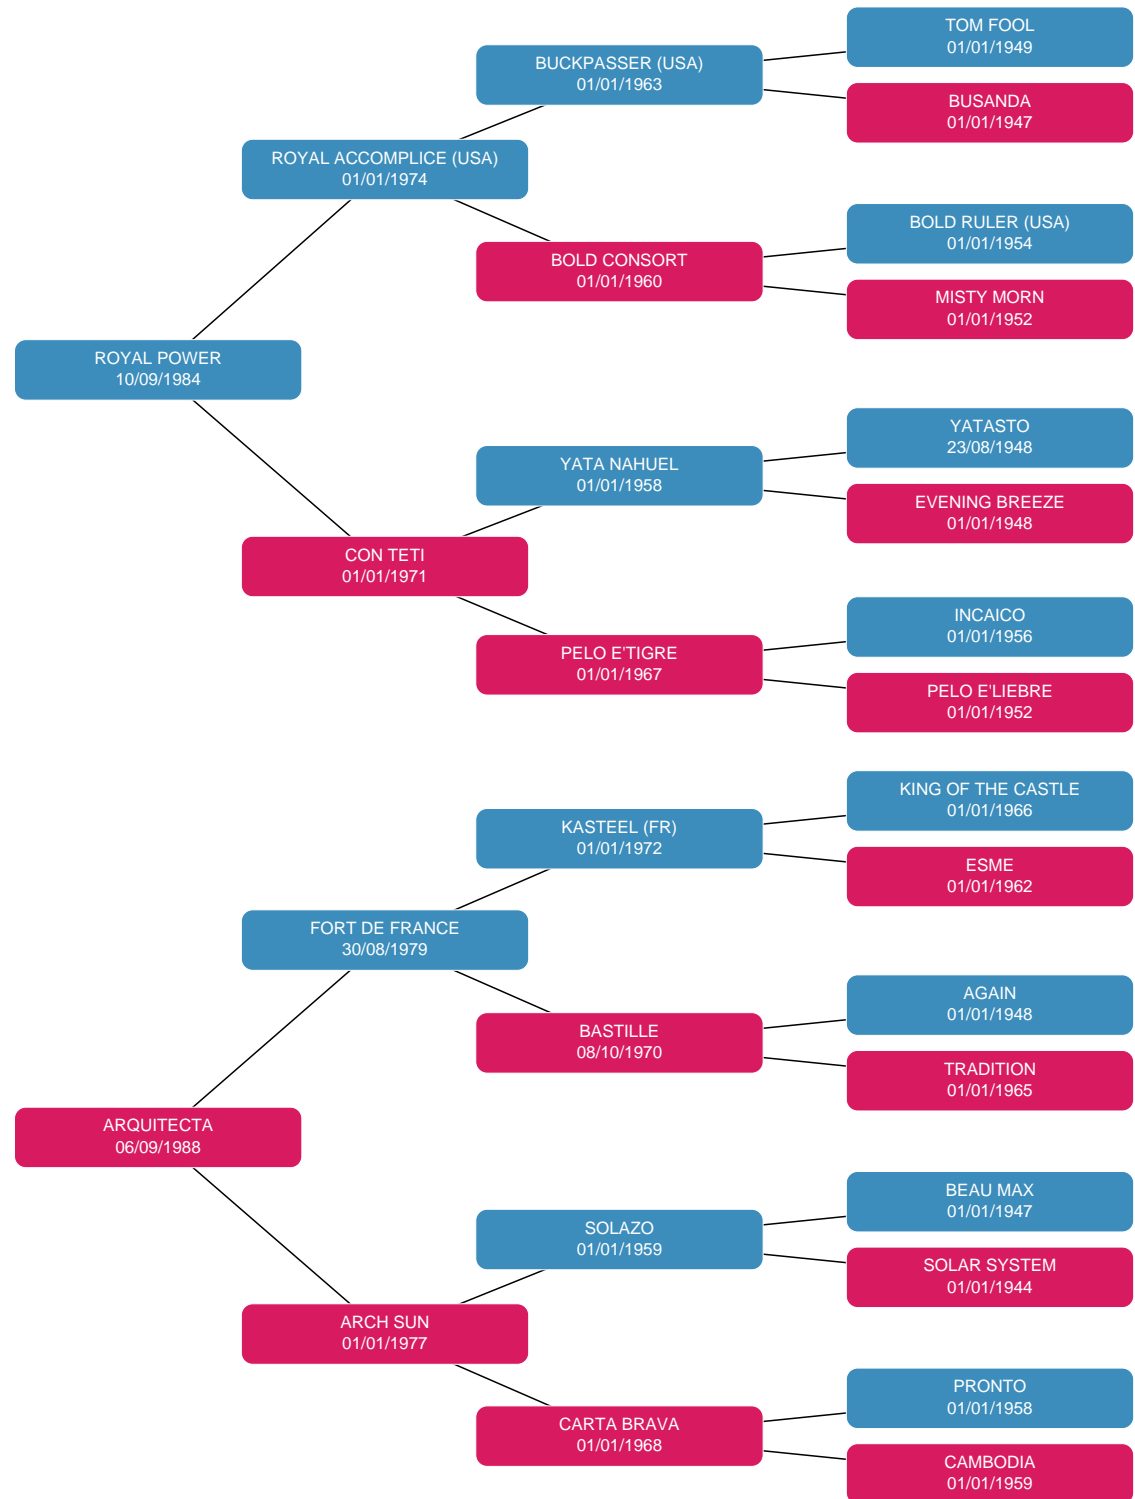 TOM FOOL
01/01/1949
BUCKPASSER (USA)
01/01/1963
BUSANDA
01/01/1947
ROYAL ACCOMPLICE (USA)
01/01/1974
BOLD RULER (USA)
01/01/1954
BOLD CONSORT
01/01/1960
MISTY MORN
01/01/1952
ROYAL POWER
10/09/1984
YATASTO
23/08/1948
YATA NAHUEL
01/01/1958
EVENING BREEZE
01/01/1948
CON TETI
01/01/1971
INCAICO
01/01/1956
PELO E'TIGRE
01/01/1967
PELO E'LIEBRE
01/01/1952
KING OF THE CASTLE
01/01/1966
KASTEEL (FR)
01/01/1972
ESME
01/01/1962
FORT DE FRANCE
30/08/1979
AGAIN
01/01/1948
BASTILLE
08/10/1970
TRADITION
01/01/1965
ARQUITECTA
06/09/1988
BEAU MAX
01/01/1947
SOLAZO
01/01/1959
SOLAR SYSTEM
01/01/1944
ARCH SUN
01/01/1977
PRONTO
01/01/1958
CARTA BRAVA
01/01/1968
CAMBODIA
01/01/1959